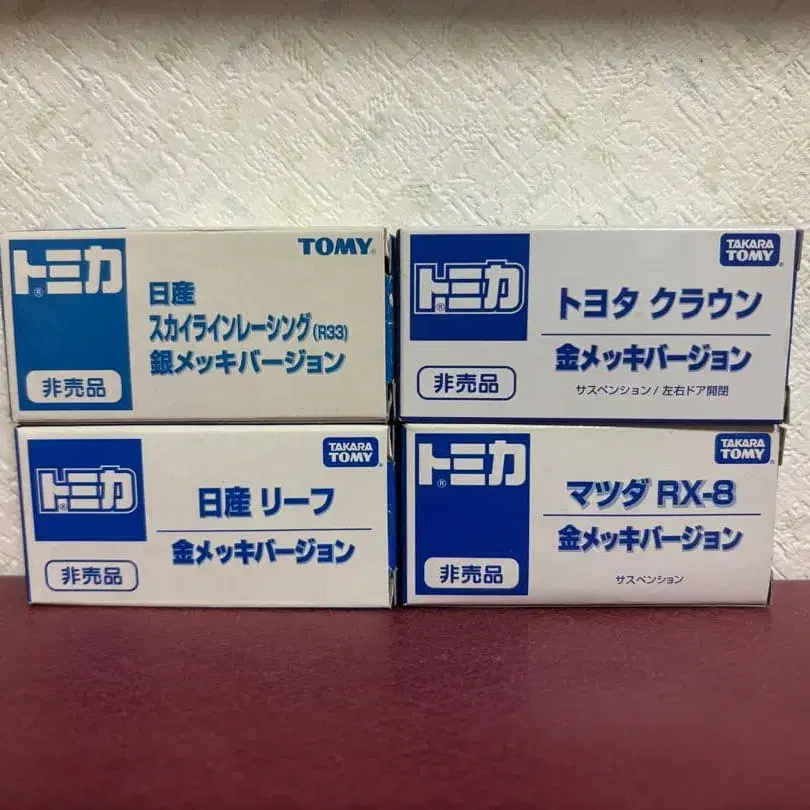 トミカ®
TOMY®
日産
スカイラインレーシング(R33)
銀メッキバージョン
非売品
トミカ®
TAKARA
TOMY
トヨタ クラウン
金メッキバージョン
サスペンション/左右ドア開閉
非売品
トミカ®
TAKARA
TOMY
日産 リーフ
金メッキバージョン
非売品
トミカ®
TAKARA
TOMY
マツダ RX-8
金メッキバージョン
サスペンション
非売品